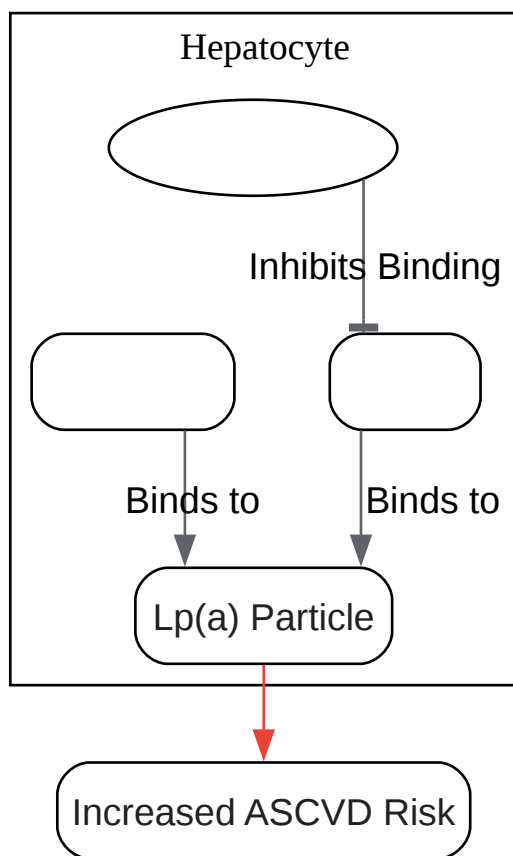 Hepatocyte
Inhibits Binding
Binds to
Binds to
Lp(a) Particle
Increased ASCVD Risk